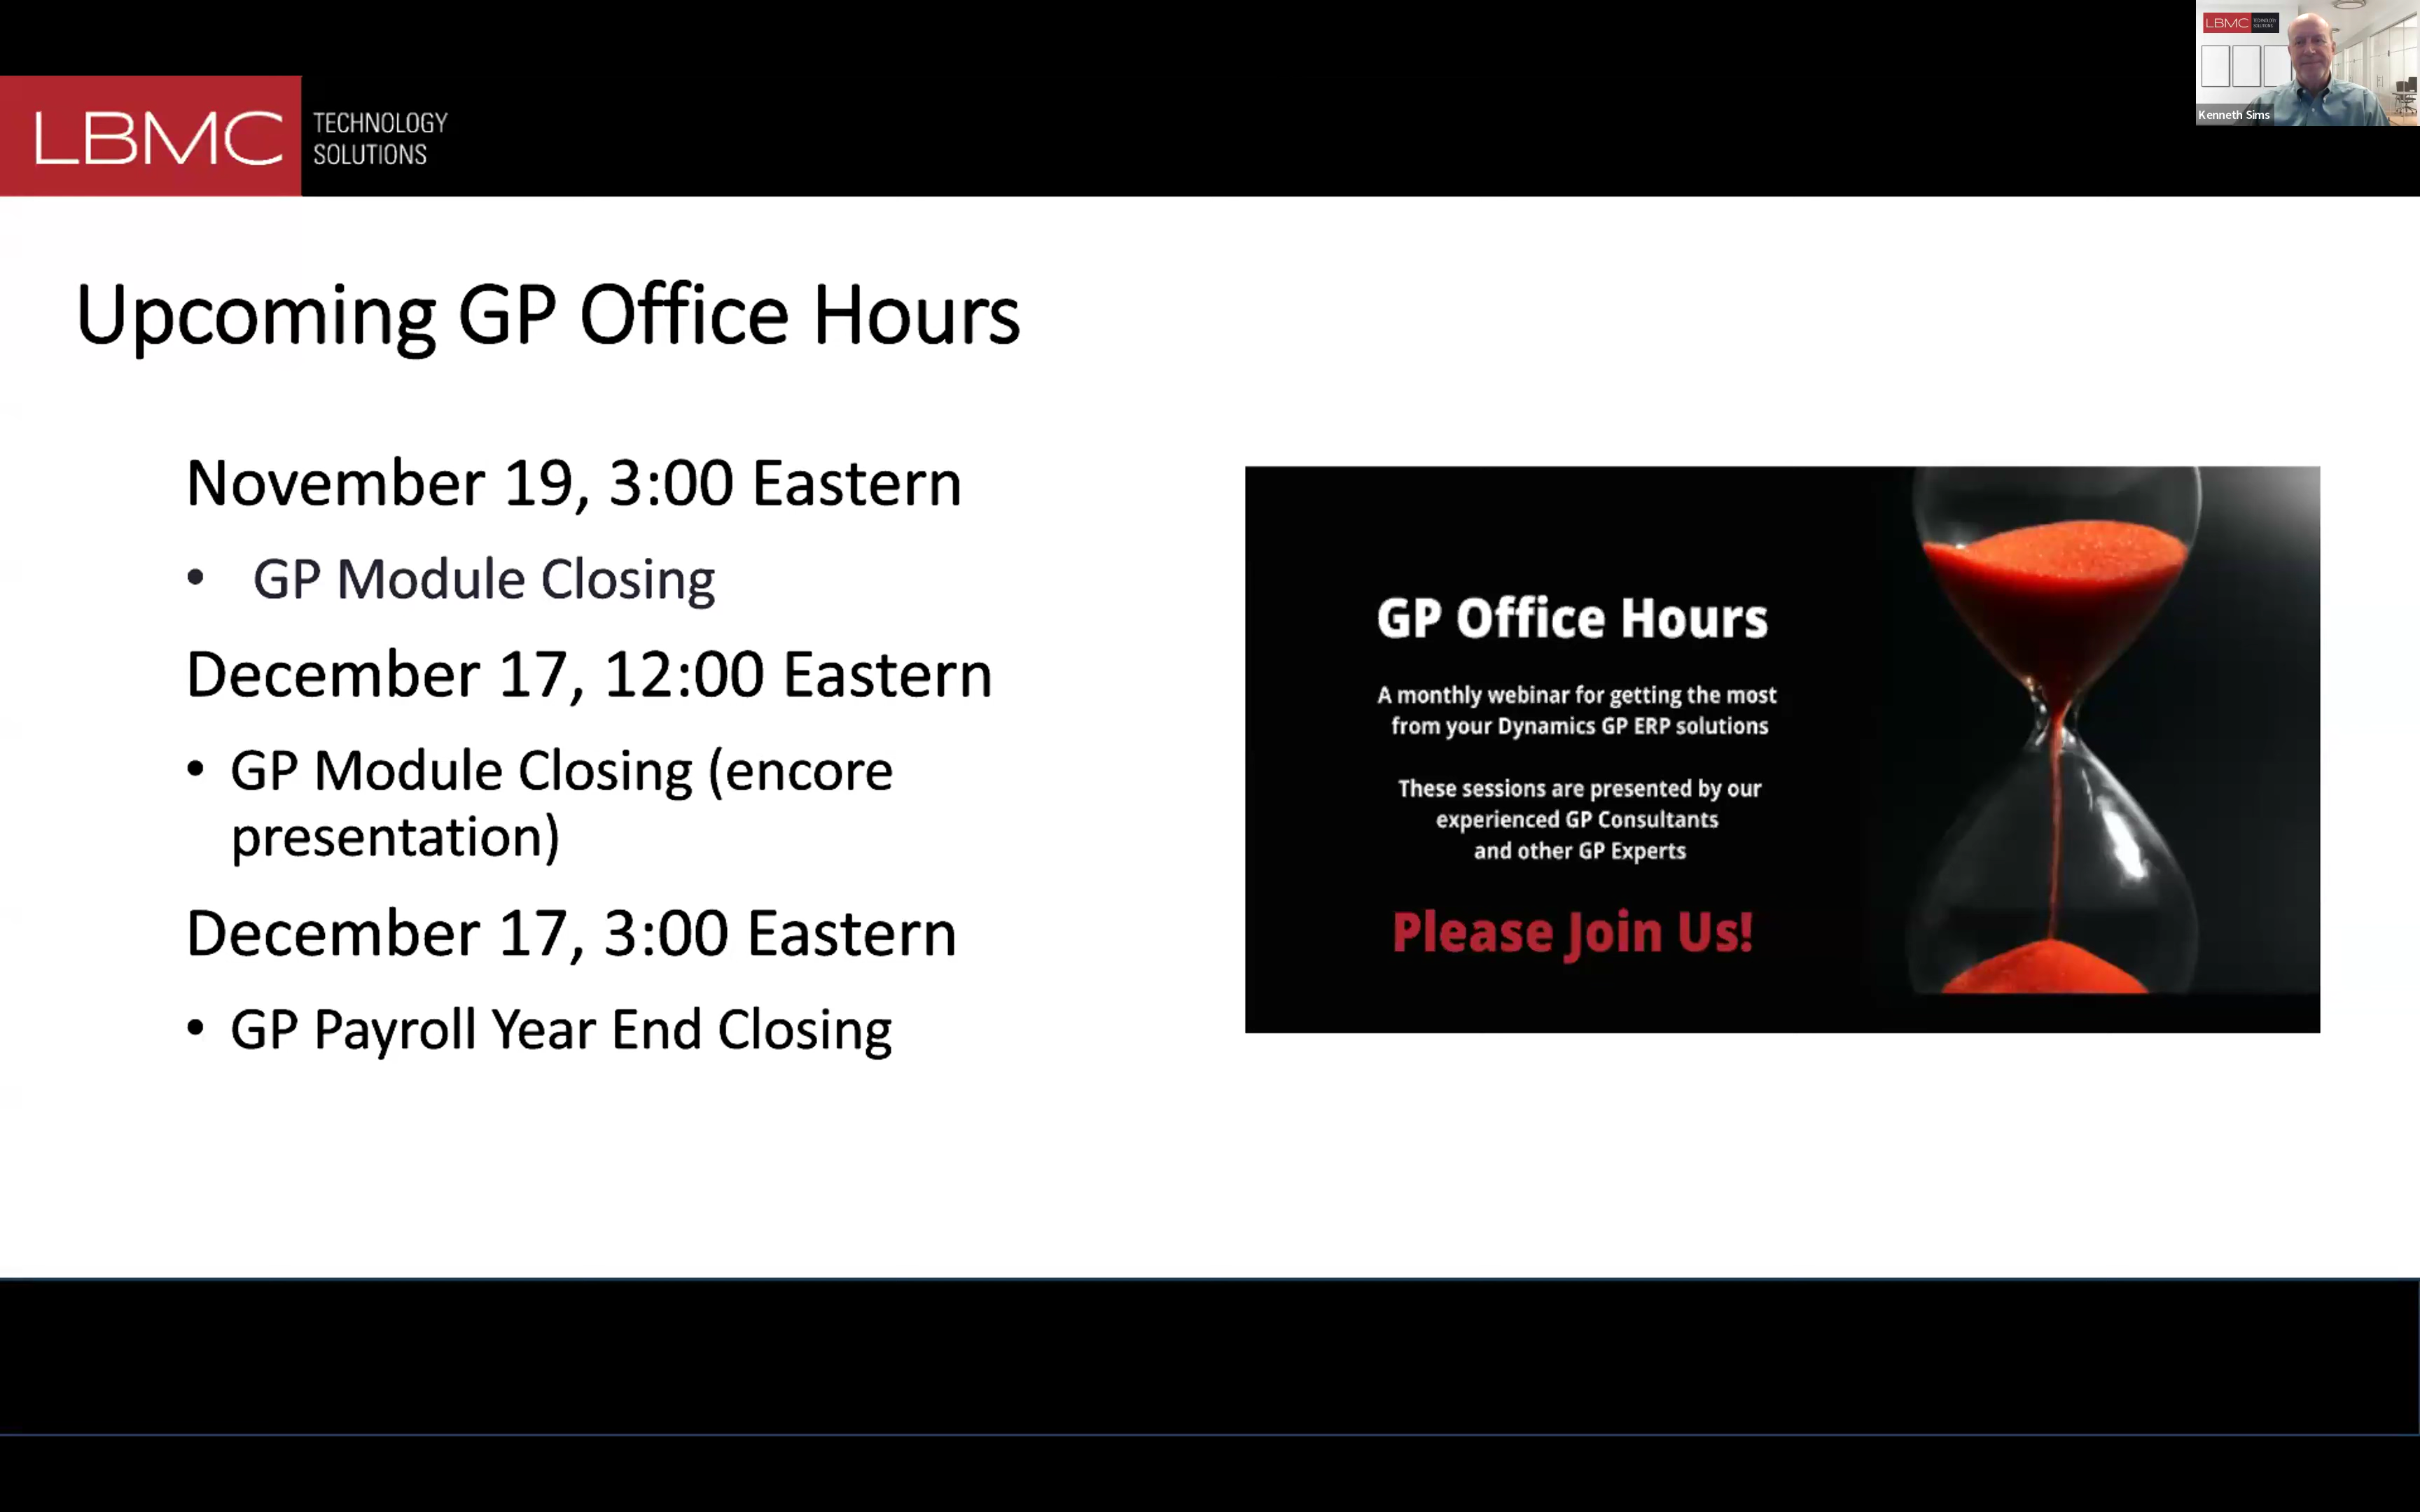 LBMC TECHNOLOGY SOLUTIONS
Kenneth Sims
LBMC
TECHNOLOGY
SOLUTIONS
Upcoming GP Office Hours
November 19, 3:00 Eastern
• GP Module Closing
December 17, 12:00 Eastern
• GP Module Closing (encore
presentation)
December 17, 3:00 Eastern
• GP Payroll Year End Closing
GP Office Hours
A monthly webinar for getting the most
from your Dynamics GP ERP solutions
These sessions are presented by our
experienced GP Consultants
and other GP Experts
Please Join Us!